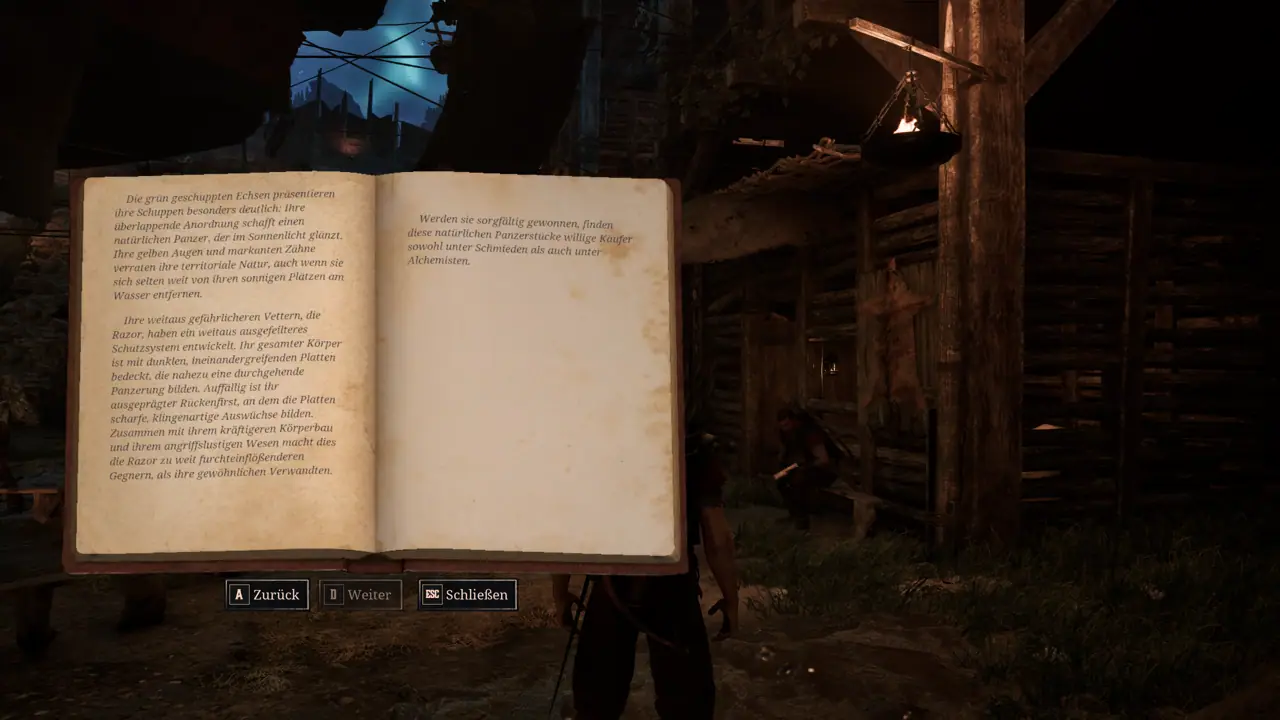 Die grün geschuppten Echsen präsentieren
ihre Schuppen besonders deutlich: Ihre
überlappende Anordnung schafft einen
natürlichen Panzer, der im Sonnenlicht glänzt.
Ihre gelben Augen und markanten Zähne
verraten ihre territoriale Natur, auch wenn sie
sich selten weit von ihren sonnigen Plätzen am
Wasser entfernen.
Ihre weitaus gefährlicheren Vettern, die
Razor, haben ein weitaus ausgefeilteres
Schutzsystem entwickelt. Ihr gesamter Körper
ist mit dunklen, ineinandergreifenden Platten
bedeckt, die nahezu eine durchgehende
Panzerung bilden. Auffällig ist ihr
ausgeprägter Rückenfirst, an dem die Platten
scharfe, klingenartige Auswüchse bilden.
Zusammen mit ihrem kräftigeren Körperbau
und ihrem angriffslustigen Wesen macht dies
die Razor zu weit furchteinflößenderen
Gegnern, als ihre gewöhnlichen Verwandten.
Werden sie sorgfältig gewonnen, finden
diese natürlichen Panzerstücke willige Käufer
sowohl unter Schmieden als auch unter
Alchemisten.
A Zurück
D Weiter
ESC Schließen